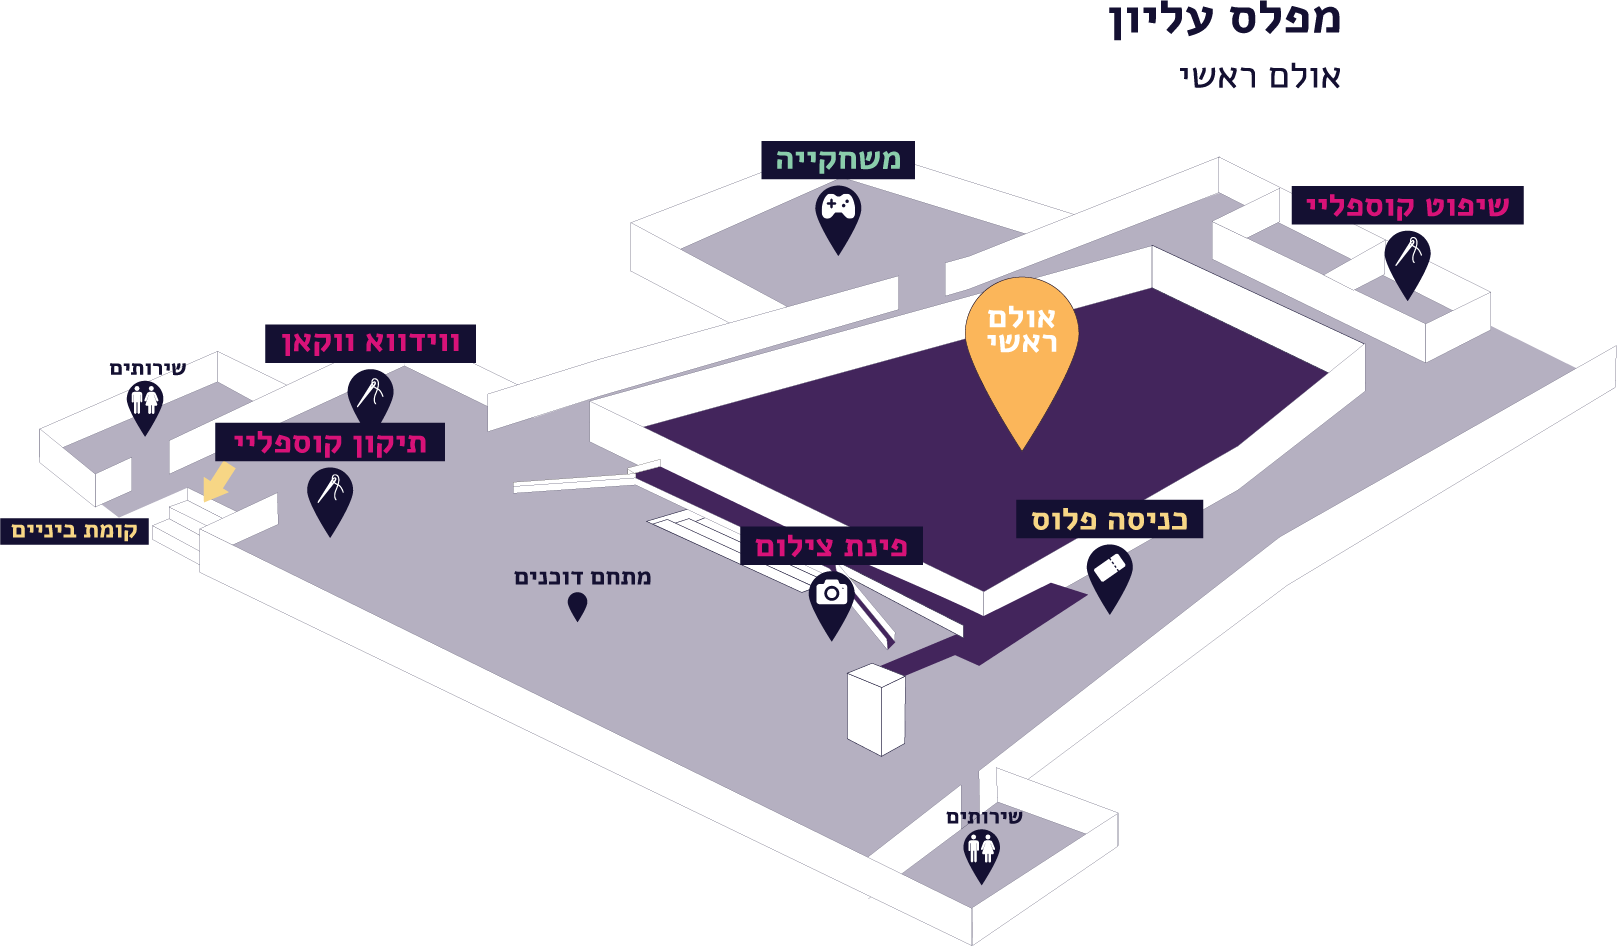 מפלס עליון
אולם ראשי
משחקייה
שיפוט קוספליי
אולם
ראשי
ווידווא ווקאן
שירותים
תיקון קוספליי
קומת ביניים
כניסה פלוס
פינת צילום
מתחם דוכנים
שירותים